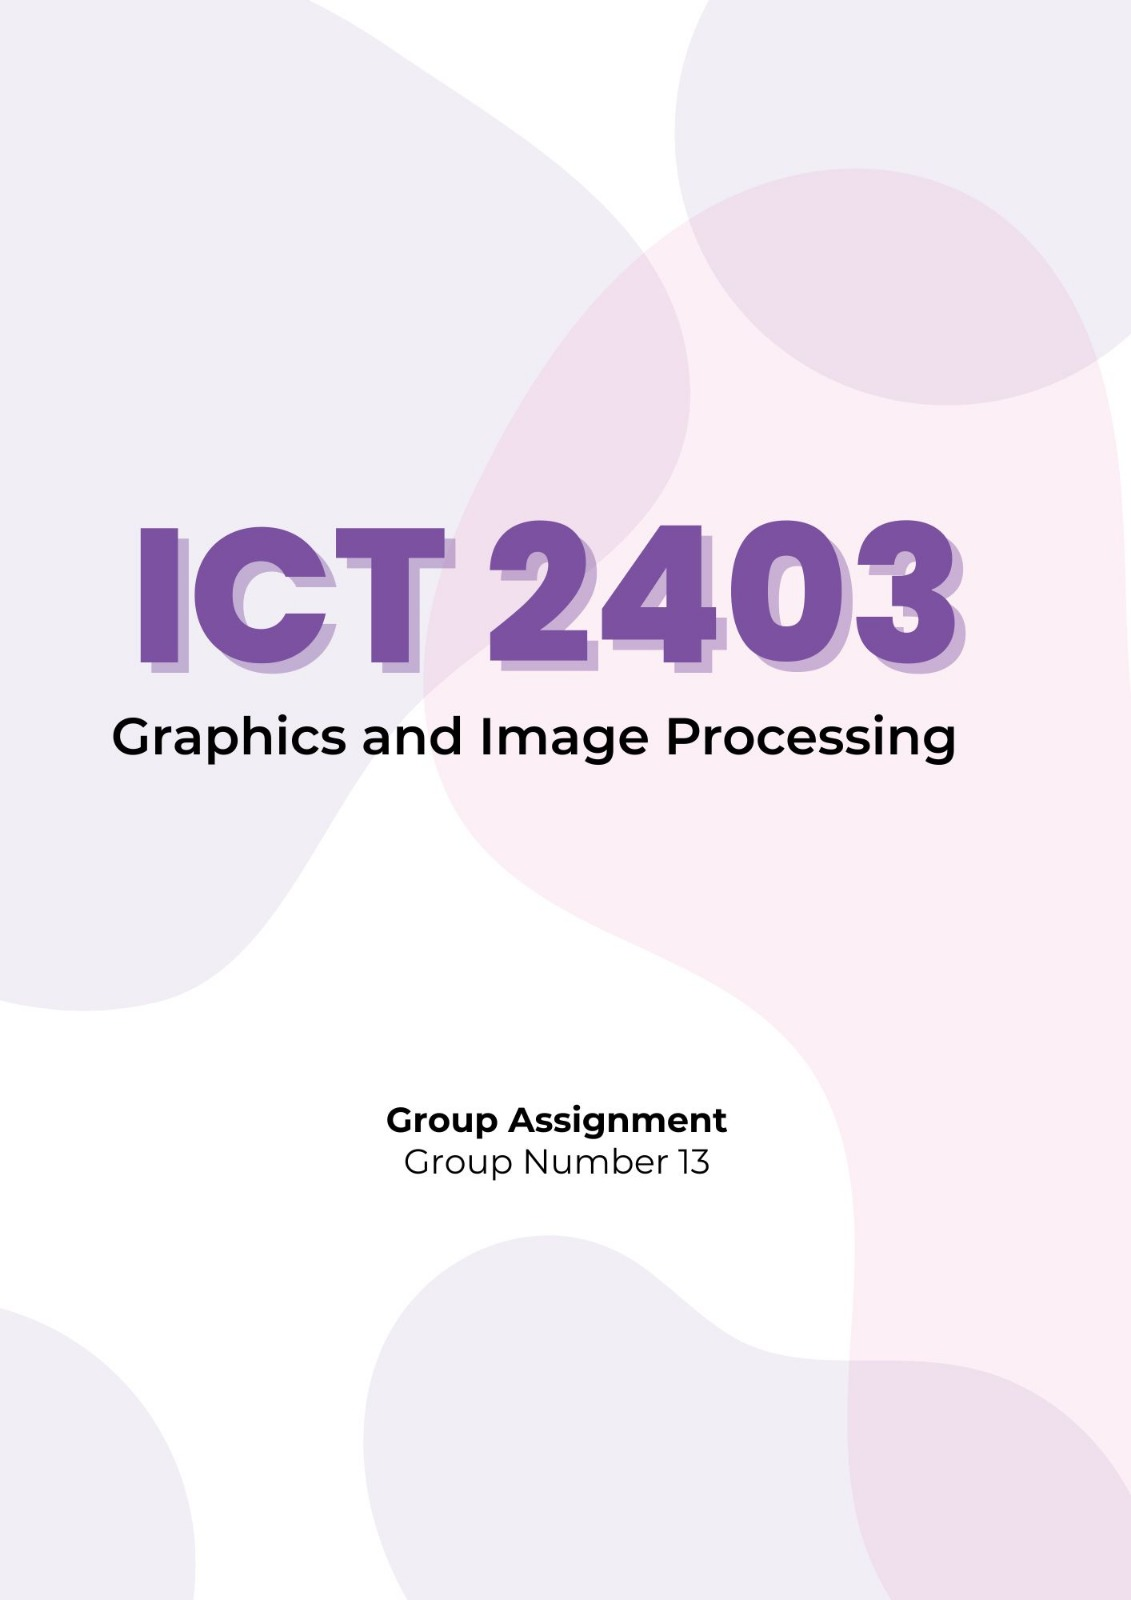 ICT 2403
Graphics and Image Processing
Group Assignment
Group Number 13